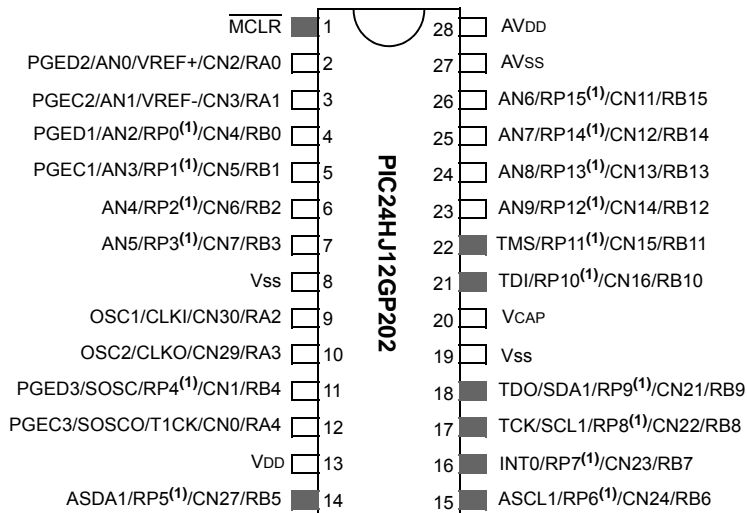 MCLR 1
PGED2/AN0/VREF+/CN2/RA0 2
PGEC2/AN1/VREF-/CN3/RA1 3
PGED1/AN2/RP0(1)/CN4/RB0 4
PGEC1/AN3/RP1(1)/CN5/RB1 5
AN4/RP2(1)/CN6/RB2 6
AN5/RP3(1)/CN7/RB3 7
Vss 8
OSC1/CLKI/CN30/RA2 9
OSC2/CLKO/CN29/RA3 10
PGED3/SOSC/RP4(1)/CN1/RB4 11
PGEC3/SOSCO/T1CK/CN0/RA4 12
VDD 13
ASDA1/RP5(1)/CN27/RB5 14
PIC24HJ12GP202
28 AVDD
27 AVSS
26 AN6/RP15(1)/CN11/RB15
25 AN7/RP14(1)/CN12/RB14
24 AN8/RP13(1)/CN13/RB13
23 AN9/RP12(1)/CN14/RB12
22 TMS/RP11(1)/CN15/RB11
21 TDI/RP10(1)/CN16/RB10
20 VCAP
19 Vss
18 TDO/SDA1/RP9(1)/CN21/RB9
17 TCK/SCL1/RP8(1)/CN22/RB8
16 INT0/RP7(1)/CN23/RB7
15 ASCL1/RP6(1)/CN24/RB6